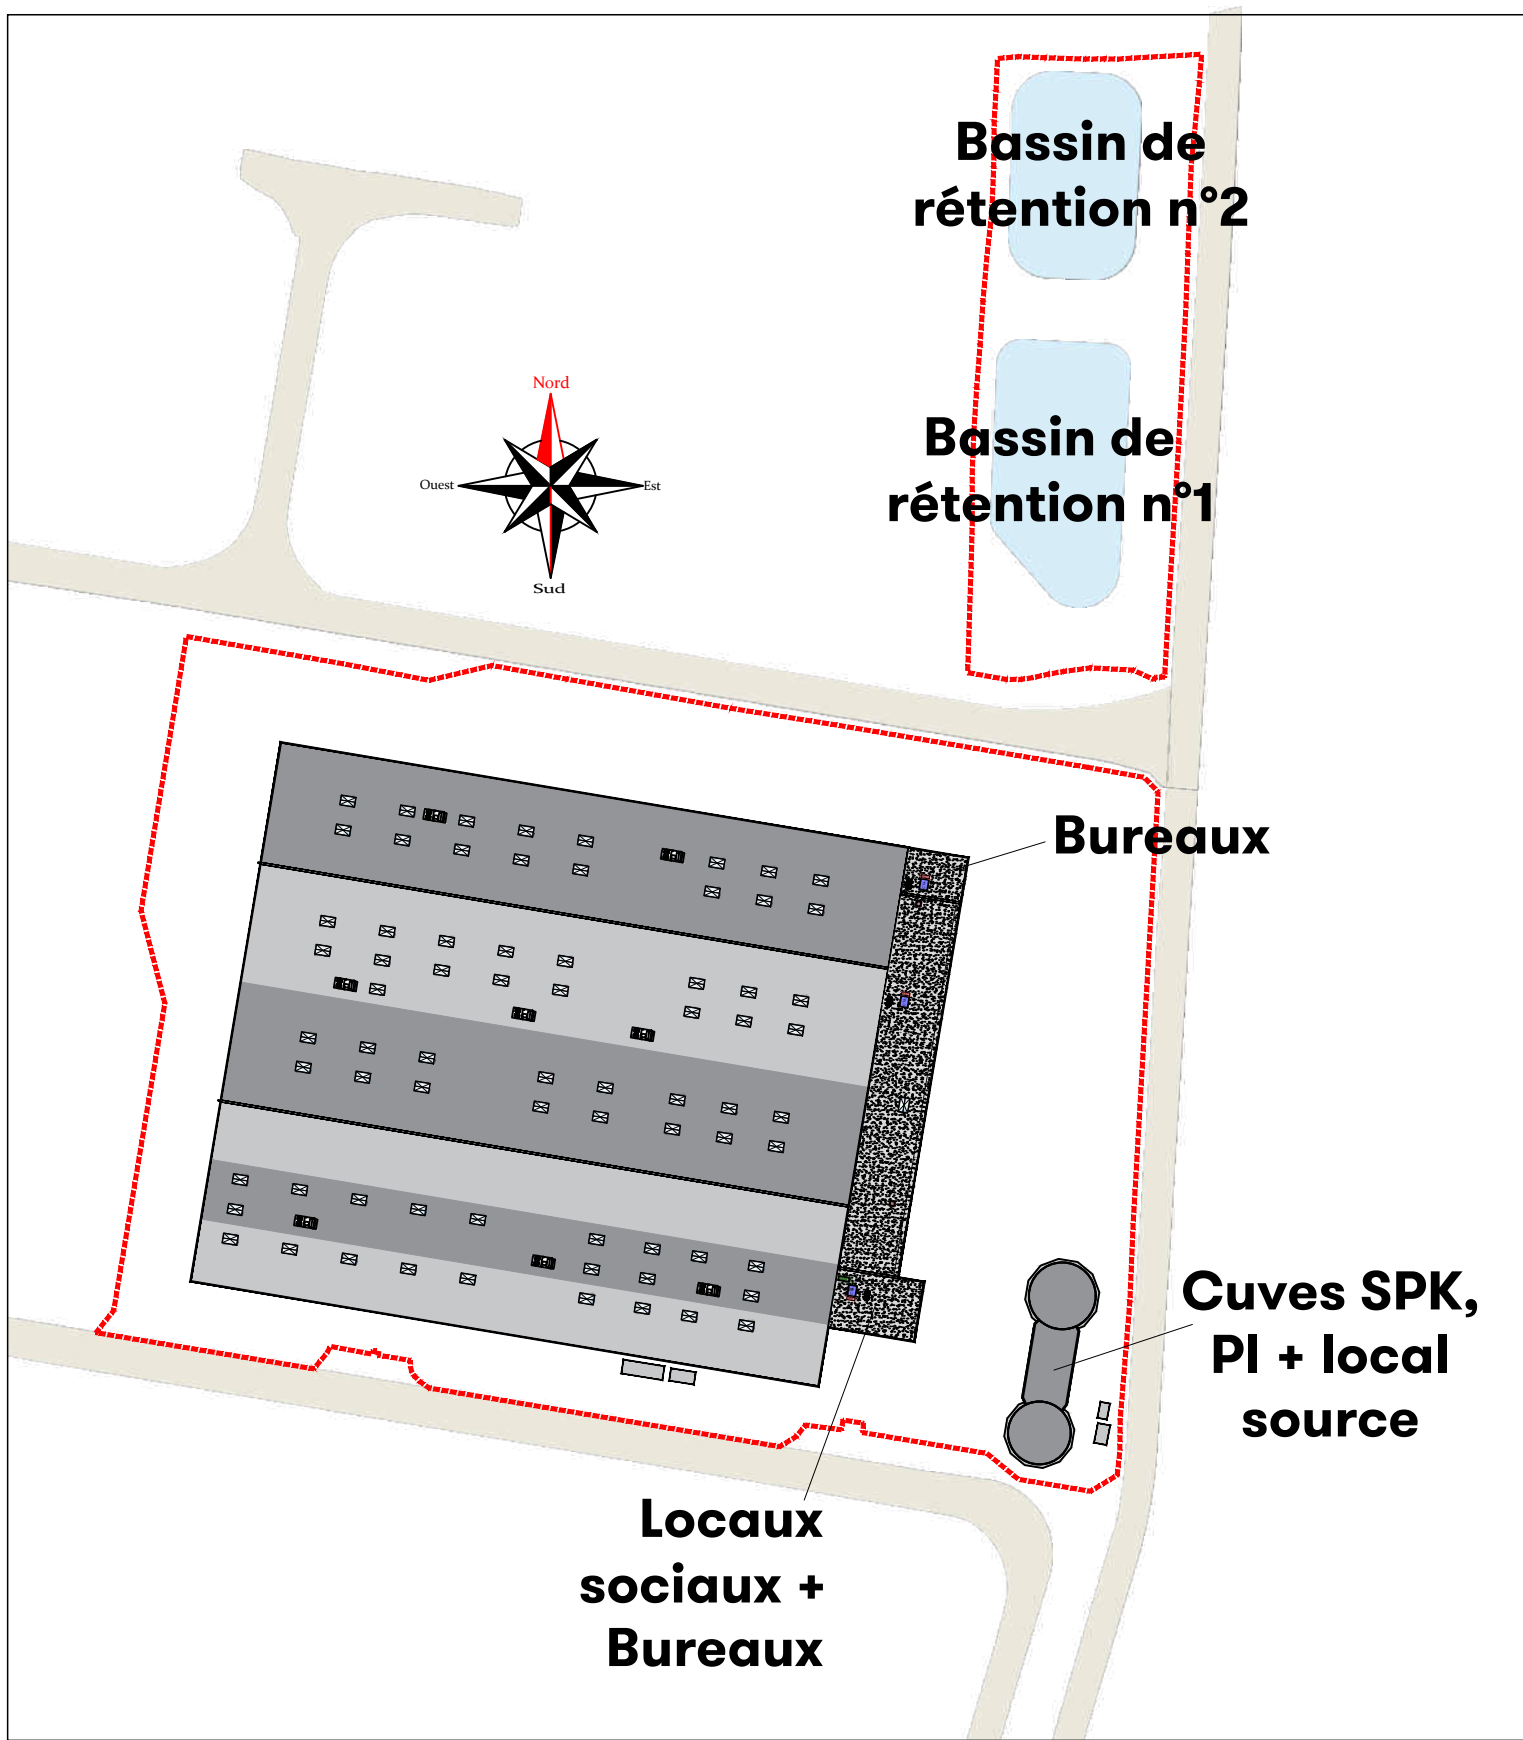 Bassin de
rétention n°2
Nord
Ouest
Est
Sud
Bassin de
rétention n°1
Bureaux
Cuves SPK,
PI + local
source
Locaux
sociaux +
Bureaux